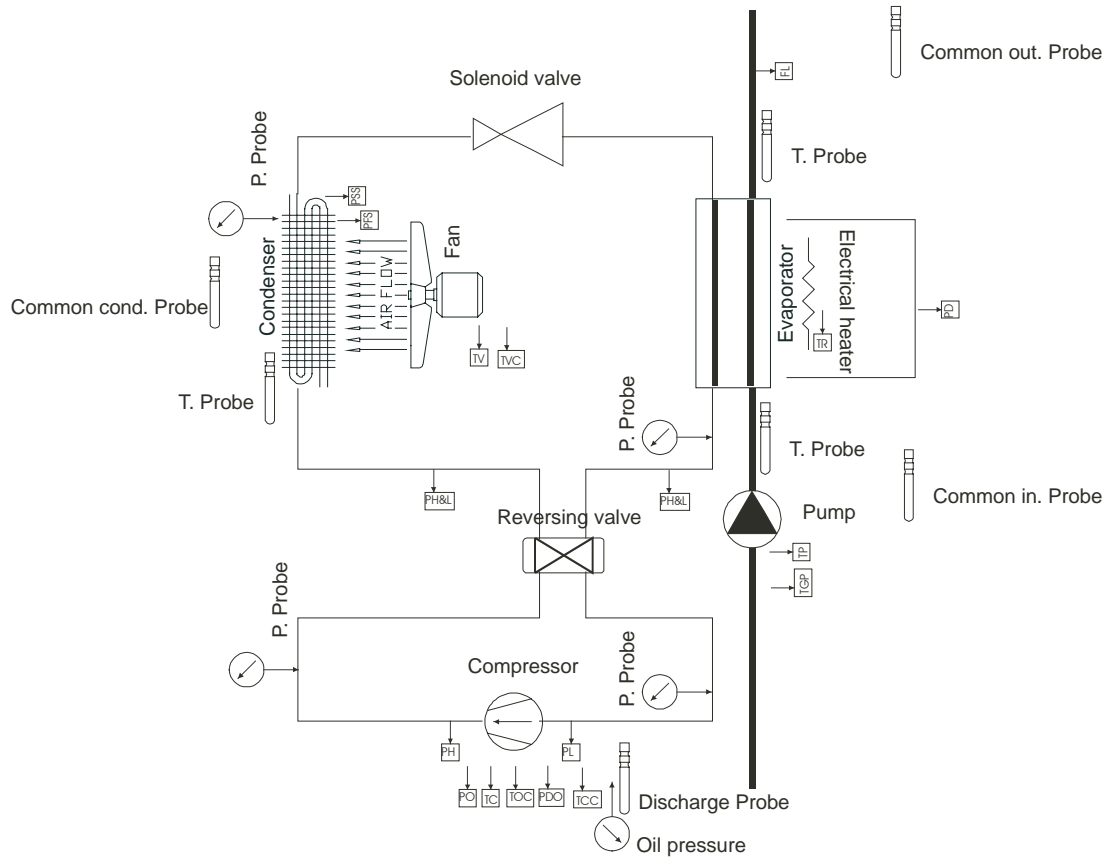 Common out. Probe
FL
Solenoid valve
P. Probe
T. Probe
PSS
PFS
Fan
AIR FLOW
Condenser
Common cond. Probe
Evaporator
Electrical heater
TR
PD
TV
TVC
T. Probe
P. Probe
T. Probe
Common in. Probe
PH&L
PH&L
Reversing valve
Pump
TP
TGP
P. Probe
P. Probe
Compressor
PH
PL
PO
TC
TOC
PDO
TCC
Discharge Probe
Oil pressure